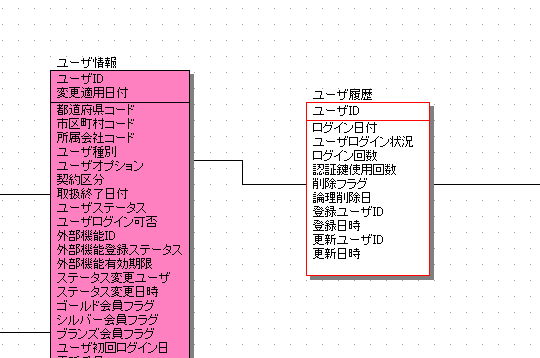 ユーザ情報
ユーザID
変更適用日付
都道府県コード
市区町村コード
所属会社コード
ユーザ種別
ユーザオプション
契約区分
取扱終了日付
ユーザステータス
ユーザログイン可否
外部機能ID
外部機能登録ステータス
外部機能有効期限
ステータス変更ユーザ
ステータス変更日時
ゴールド会員フラグ
シルバー会員フラグ
ブランズ会員フラグ
ユーザ初回ログイン日
ユーザ履歴
ユーザID
ログイン日付
ユーザログイン状況
ログイン回数
認証鍵使用回数
削除フラグ
論理削除日
登録ユーザID
登録日時
更新ユーザID
更新日時